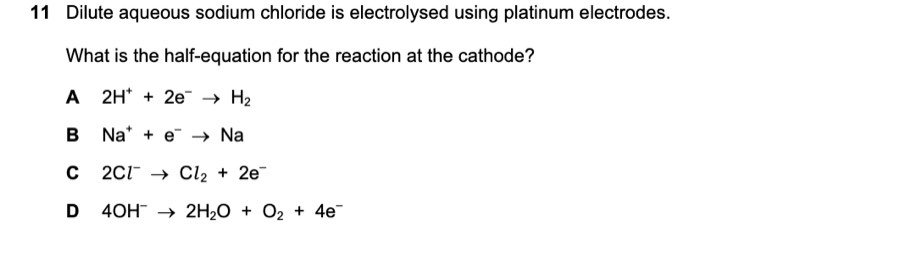 11 Dilute aqueous sodium chloride is electrolysed using platinum electrodes.
What is the half-equation for the reaction at the cathode?
A 2H⁺ + 2e⁻ → H₂
B Na⁺ + e⁻ → Na
C 2Cl⁻ → Cl₂ + 2e⁻
D 4OH⁻ → 2H₂O + O₂ + 4e⁻